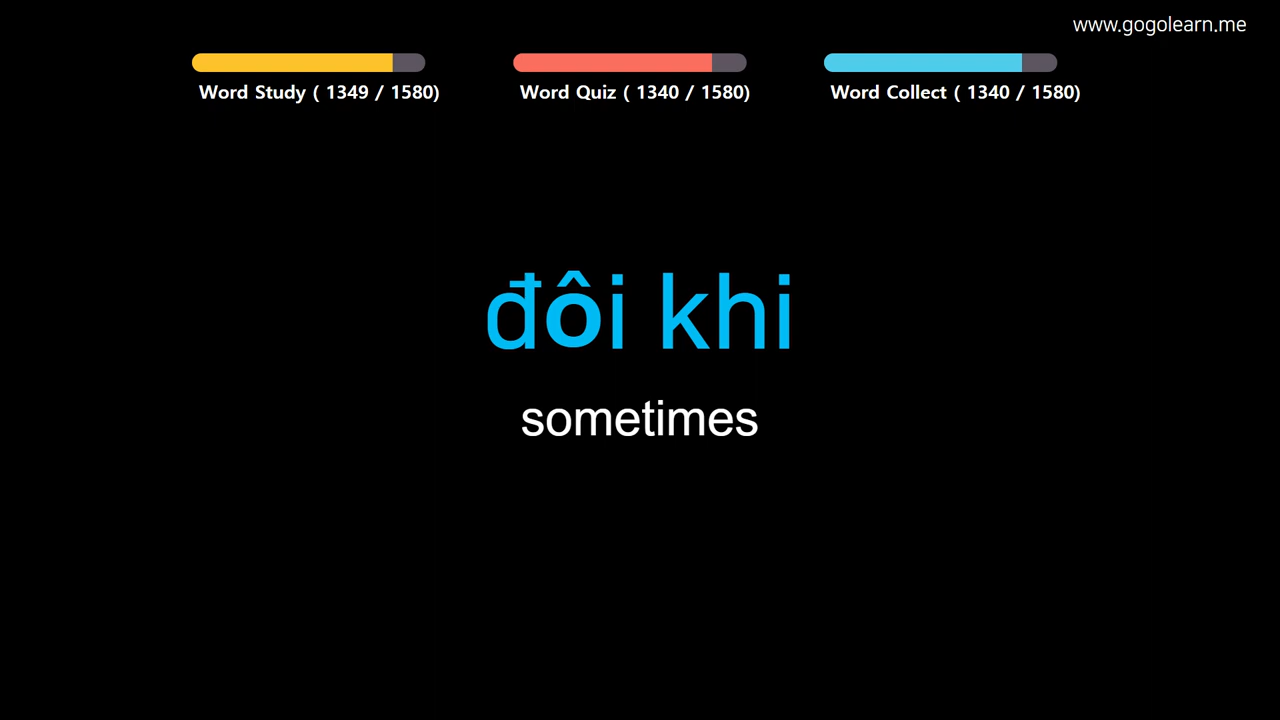 www.gogolearn.me
Word Study ( 1349 / 1580)
Word Quiz ( 1340 / 1580)
Word Collect ( 1340 / 1580)
đôi khi
sometimes